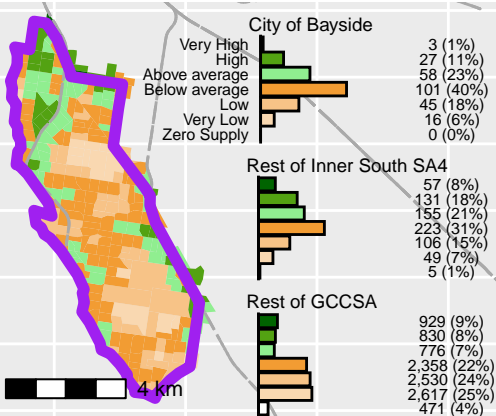 City of Bayside
Very High 3 (1%)
High 27 (11%)
Above average 58 (23%)
Below average 101 (40%)
Low 45 (18%)
Very Low 16 (6%)
Zero Supply 0 (0%)
Rest of Inner South SA4
57 (8%)
131 (18%)
155 (21%)
223 (31%)
106 (15%)
49 (7%)
5 (1%)
Rest of GCCSA
929 (9%)
830 (8%)
776 (7%)
2,358 (22%)
2,530 (24%)
2,617 (25%)
471 (4%)
4 km